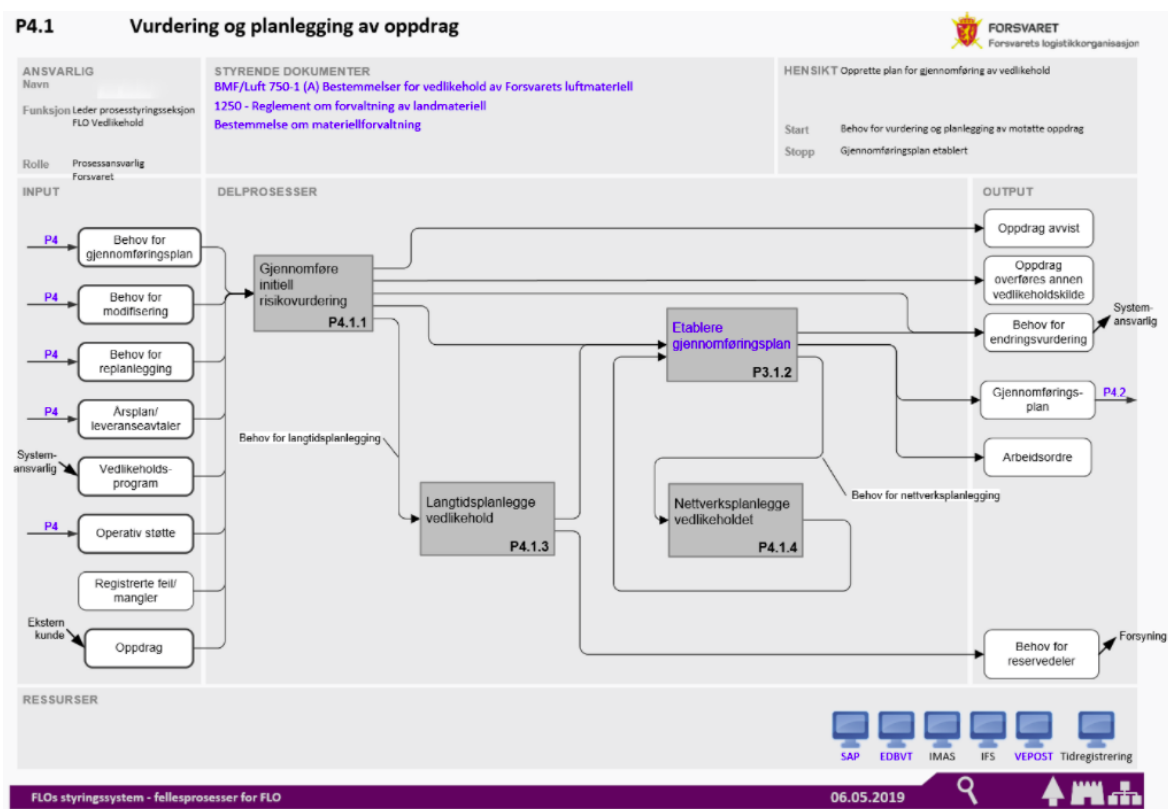 P4.1 Vurdering og planlegging av oppdrag
FORSVARET
Forsvarets logistikkorganisasjon
ANSVARLIG
Navn
Funksjon Leder prosesstyringsseksjon
FLO Vedlikehold
Rolle Prosessansvarlig
Forsvaret
STYRENDE DOKUMENTER
BMF/Luft 750-1 (A) Bestemmelser for vedlikehold av Forsvarets luftmateriell
1250 - Reglement om forvaltning av landmateriell
Bestemmelse om materiellforvaltning
HENSIKT Opprette plan for gjennomføring av vedlikehold
Start Behov for vurdering og planlegging av motatte oppdrag
Stopp Gjennomføringsplan etablert
INPUT
P4
Behov for
gjennomføringsplan
P4
Behov for
modifisering
P4
Behov for
replanlegging
P4
Årsplan/
leveranseavtaler
System-
ansvarlig
Vedlikeholds-
program
P4
Operativ støtte
Registrerte feil/
mangler
Ekstern
kunde
Oppdrag
DELPROSESSER
Gjennomføre
initiell
risikovurdering
P4.1.1
Etablere
gjennomføringsplan
P3.1.2
Behov for langtidsplanlegging
Langtidsplanlegge
vedlikehold
P4.1.3
Nettverksplanlegge
vedlikeholdet
P4.1.4
Behov for nettverksplanlegging
OUTPUT
Oppdrag avvist
Oppdrag
overføres annen
vedlikeholdskilde
System-
ansvarlig
Behov for
endringsvurdering
Gjennomførings-
plan
P4.2
Arbeidsordre
Behov for
reservedeler
Forsyning
RESSURSER
SAP EDBVT IMAS IFS VEPOST Tidregistrering
FLOs styringssystem - fellesprosesser for FLO 06.05.2019